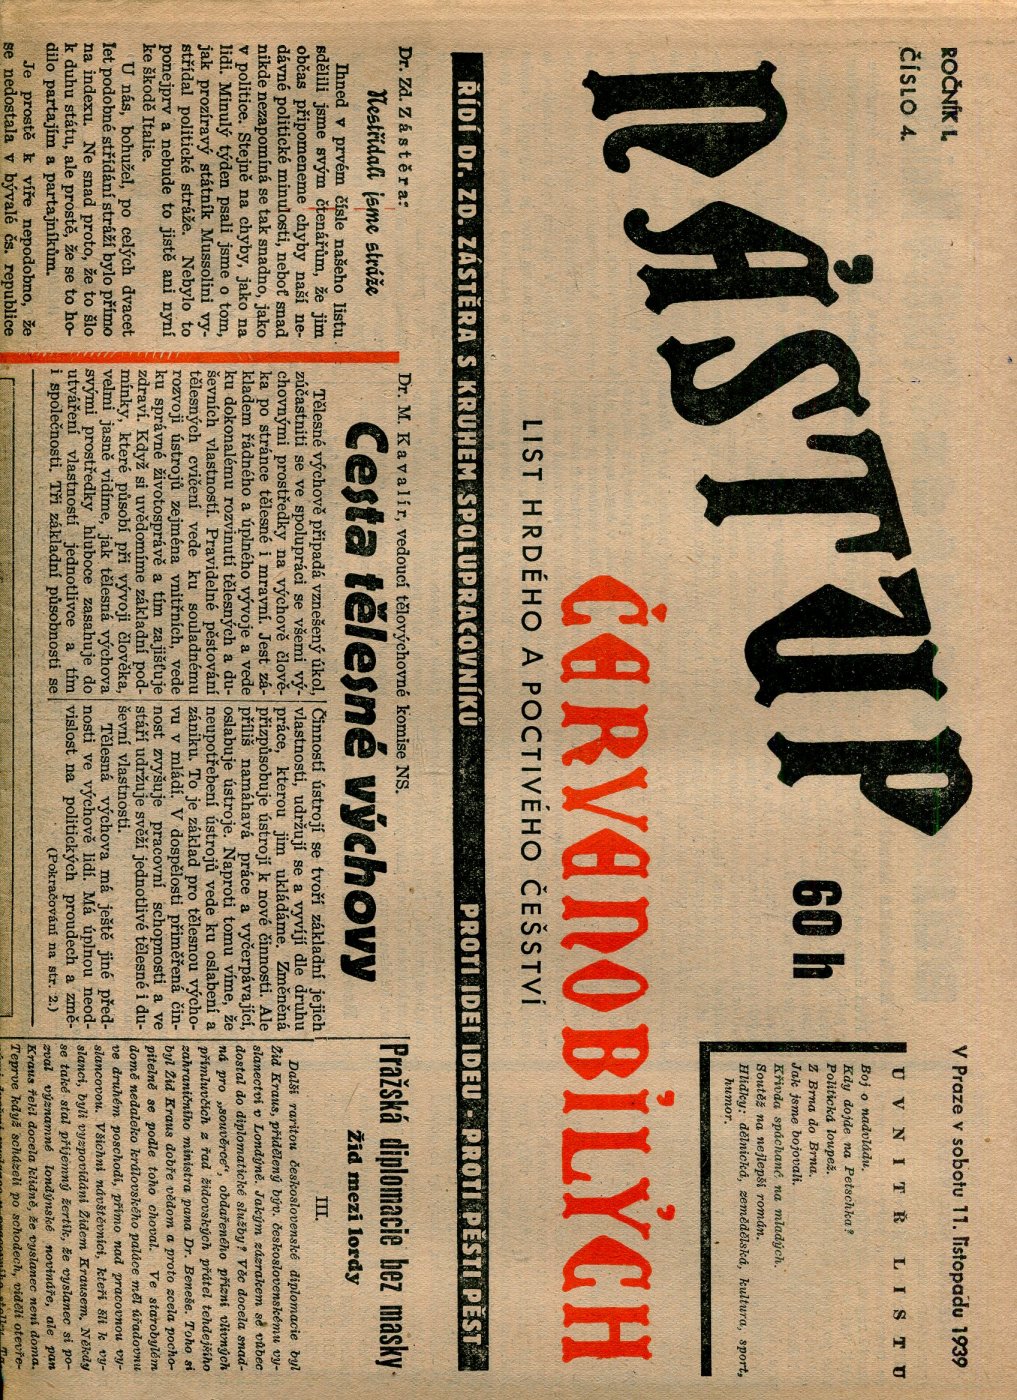 ROČNÍK I.
ČÍSLO 4.
V Praze v sobotu 11. listopadu 1939
NÁSTUP
60 h
ČERVENOBÍLÝCH
LIST HRDÉHO A POCTIVÉHO ČEŠSTVÍ
UVNITŘ LISTU
Boj o nadvládu.
Kdy dojde na Petschka?
Politická loupež.
Z Brna do Brna.
Jak jsme bojovali.
Křivda spáchané na mladých.
Soutěž na nejlepší román.
Hlídky: dělnická, zemědělská, kultura, sport,
humor.
ŘÍDÍ Dr. ZD. ZÁSTĚRA S KRUHEM SPOLUPRACOVNÍKŮ
PROTI IDEI IDEU - PROTI PĚSTI PĚST
Dr. Zd. Zástěra:
Nestřídali jsme stráže
Ihned v prvém čísle našeho listu
sdělili jsme svým čtenářům, že jim
občas připomeneme chyby naší ne-
dávné politické minulosti, neboť snad
nikde nezapomíná se tak snadno, jako
v politice. Stejně na chyby, jako na
lidi. Minulý týden psali jsme o tom,
jak prozíravý státník Mussolini vy-
střídal politické stráže. Nebylo to
ponejprv a nebude to jistě ani nyní
ke škodě Italie.
U nás, bohužel, po celých dvacet
let podobné střídání stráží bylo přímo
na indexu. Ne snad proto, že to šlo
k duhu státu, ale prostě, že se to ho-
dilo partajím a partajníkům.
Je prostě k víře nepodobno, že
se nedostala v bývalé čs. republice
Dr. M. Kavalír, vedoucí tělovýchovné komise NS.
Cesta tělesné výchovy
Tělesné výchově připadá vznešený úkol,
zúčastniti se ve spolupráci se všemi vý-
chovnými prostředky na výchově člově-
ka po stránce tělesné i mravní. Jest zá-
kladem řádného a úplného vývoje a vede
ku dokonalému rozvinutí tělesných a du-
ševních vlastností. Pravidelné pěstování
tělesných cvičení vede ku souladnému
rozvoji ústrojů zejména vnitřních, vede
ku správné životosprávě a tím zajišťuje
zdraví. Když si uvědomíme základní pod-
mínky, které působí při vývoji člověka,
velmi jasně vidíme, jak tělesná výchova
svými prostředky hluboce zasahuje do
utváření vlastností jednotlivce a tím
i společnosti. Tři základní působnosti se
Činností ústrojí se tvoří základní jejich
vlastnosti, udržují se a vyvíjí dle druhu
práce, kterou jim ukládáme. Změněná
přizpůsobuje ústrojí k nové činnosti. Ale
příliš namáhavá práce a vyčerpávající,
oslabuje ústroje. Naproti tomu víme, že
neupotřebení ústrojů vede ku oslabení a
zániku. To je základ pro tělesnou výcho-
vu v mládí. V dospělosti přiměřená čin-
nost zvyšuje pracovní schopnosti a ve
stáří udržuje svěží jednotlivé tělesné i du-
ševní vlastnosti.
Tělesná výchova má ještě jiné před-
nosti ve výchově lidí. Má úplnou neod-
vislost na politických proudech a změ-
(Pokračování na str. 2.)
Pražská diplomacie bez masky
Žid mezi lordy
III.
Další raritou československé diplomacie byl
Žid Kraus, přidělený býv. československému vy-
slanectví v Londýně. Jakým zázrakem se vůbec
dostal do diplomatické služby? Věc docela snad-
ná pro „souvěrce“, obdařeného přízní vlivných
přímluvčích z řad židovských přátel tehdejšího
zahraničního ministra pana Dr. Beneše. Toho si
byl Žid Kraus dobře vědom a proto zcela pocho-
pitelně se podle toho choval. Ve starobylém
domě nedaleko královského paláce měl úřadovnu
ve druhém poschodí, přímo nad pracovnou vy-
slancovou. Všichni návštěvníci, kteří šli k vy-
slanci, byli vyzpovídáni Židem Krausem. Někdy
se také stal příjemný žertík, že vyslanec si po-
zval významné londýnské novináře, ale pan
Kraus řekl docela klidně, že vyslanec není doma.
Teprve když scházeli po schodech, viděli otevře-